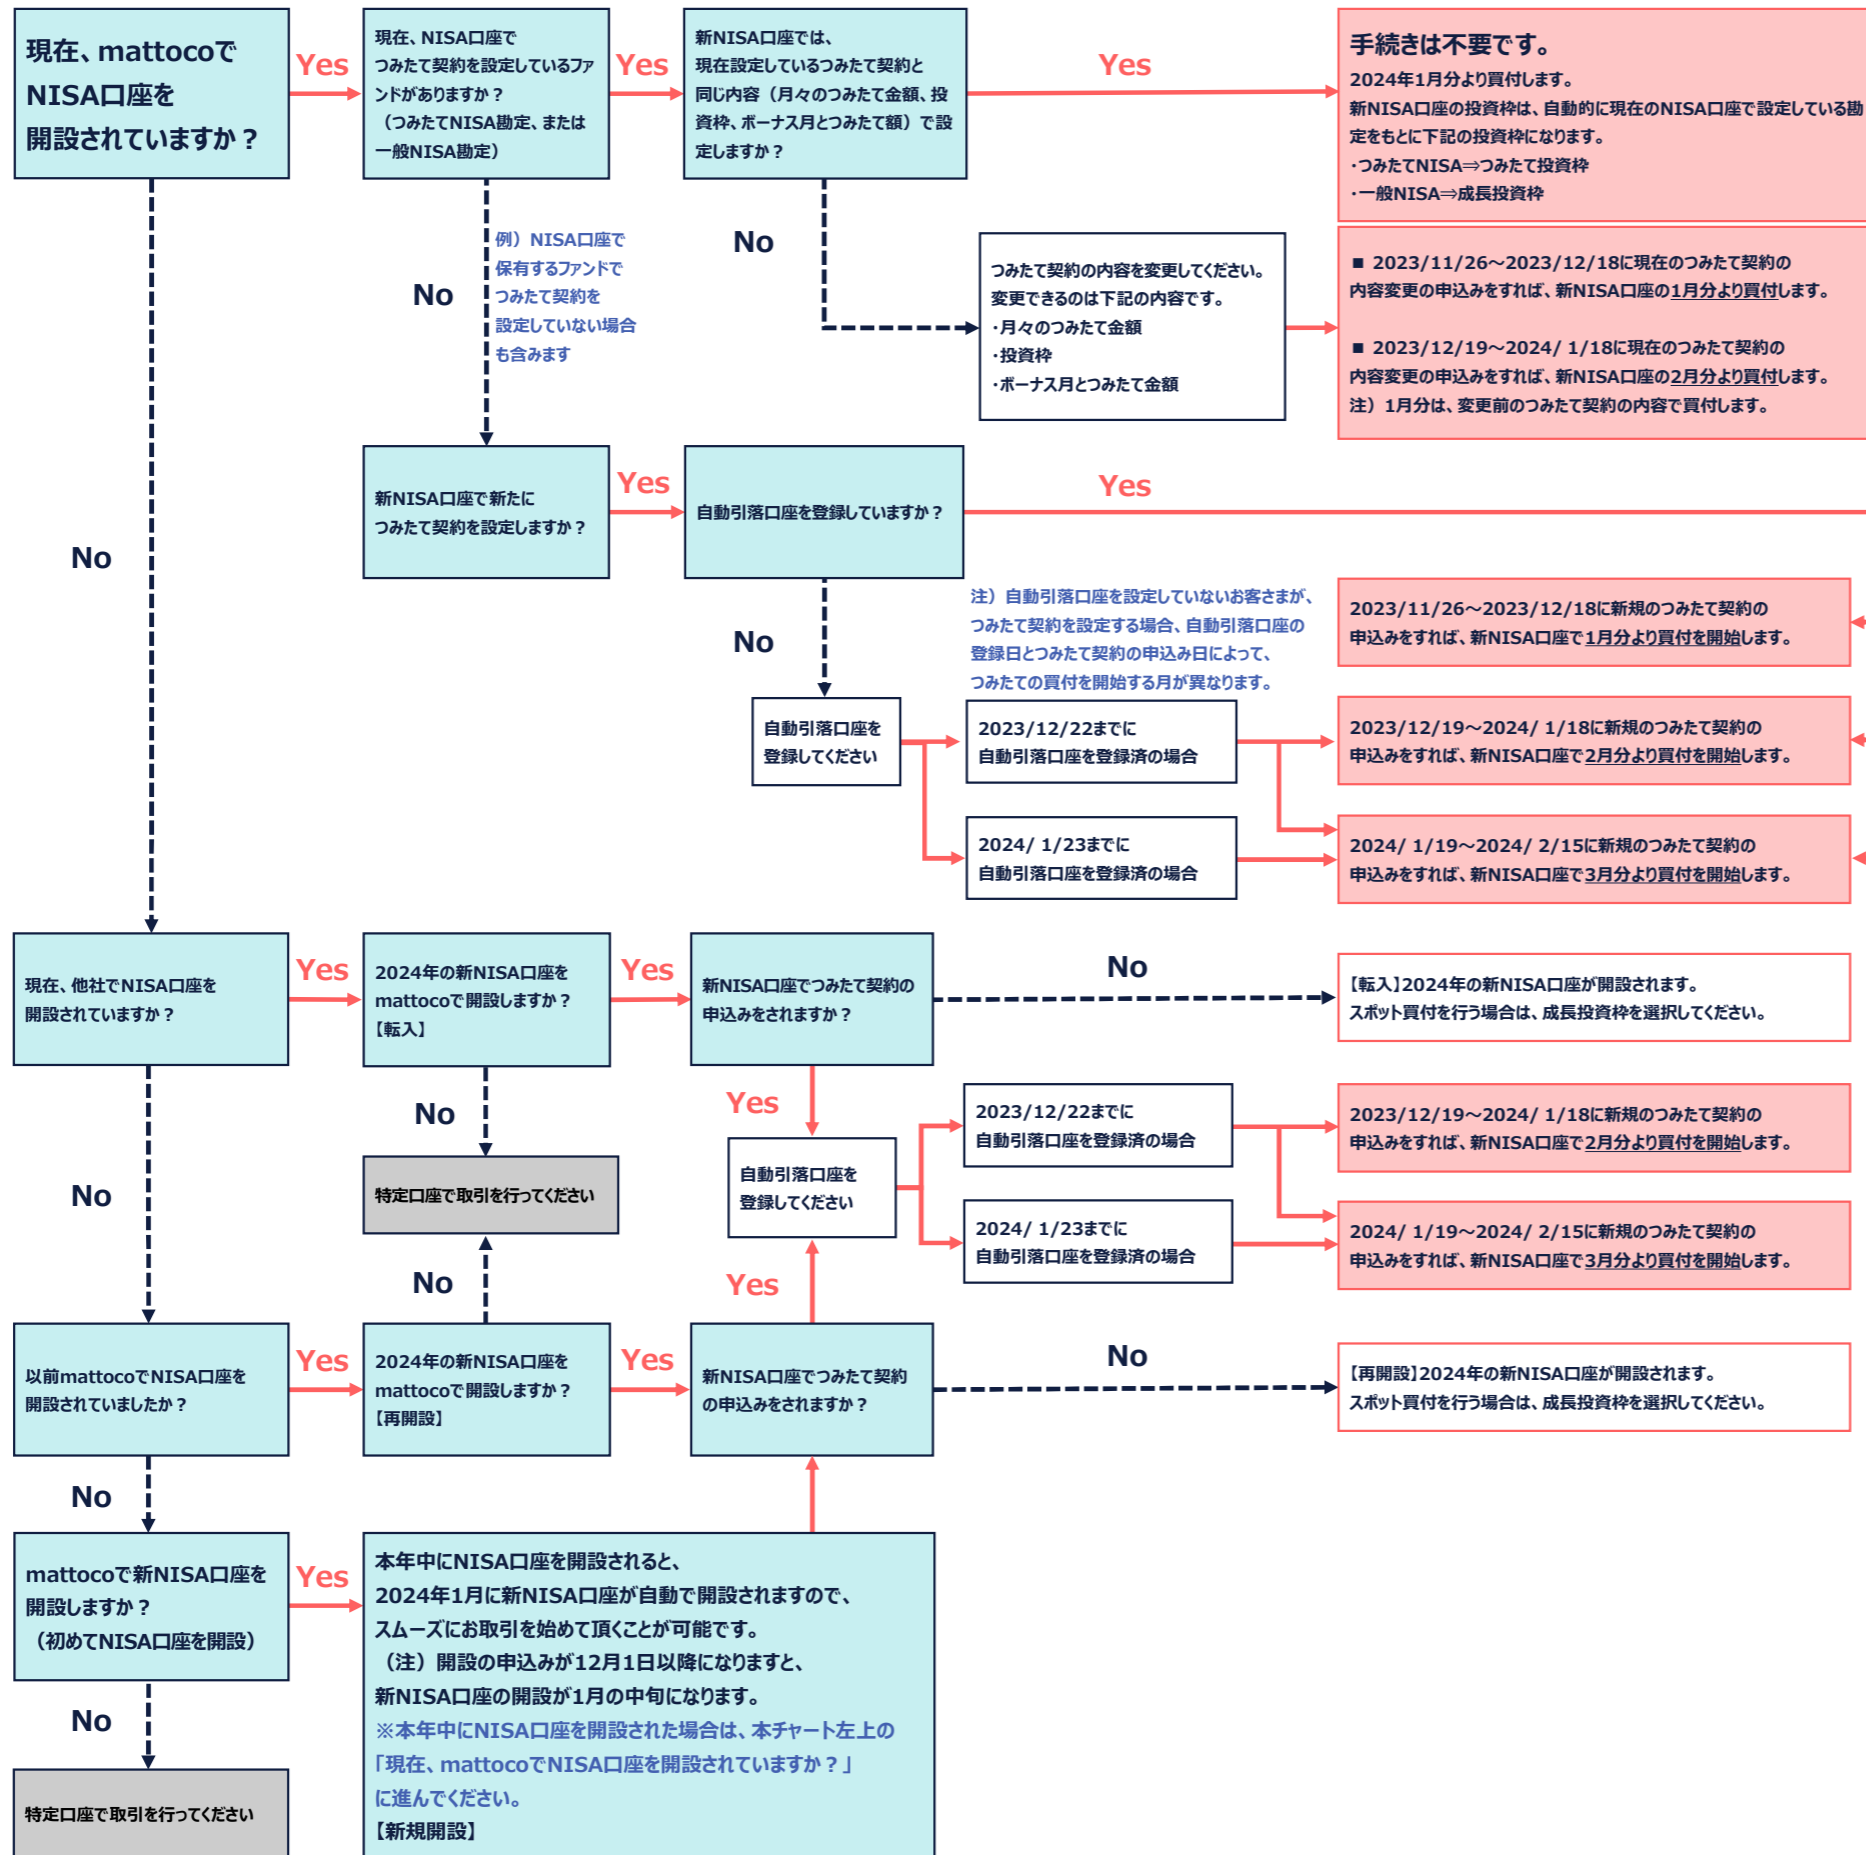 現在、mattocoで
NISA口座を
開設されていますか？
Yes
現在、NISA口座で
つみたて契約を設定しているファ
ンドがありますか？
（つみたてNISA勘定、または
一般NISA勘定）
Yes
新NISA口座では、
現在設定しているつみたて契約と
同じ内容（月々のつみたて金額、投
資枠、ボーナス月とつみたて額）で設
定しますか？
Yes
手続きは不要です。
2024年1月分より買付します。
新NISA口座の投資枠は、自動的に現在のNISA口座で設定している勘
定をもとに下記の投資枠になります。
・つみたてNISA⇒つみたて投資枠
・一般NISA⇒成長投資枠
No
例）NISA口座で
保有するファンドで
つみたて契約を
設定していない場合
も含みます
No
つみたて契約の内容を変更してください。
変更できるのは下記の内容です。
・月々のつみたて金額
・投資枠
・ボーナス月とつみたて金額
■ 2023/11/26～2023/12/18に現在のつみたて契約の
内容変更の申込みをすれば、新NISA口座の1月分より買付します。
■ 2023/12/19～2024/ 1/18に現在のつみたて契約の
内容変更の申込みをすれば、新NISA口座の2月分より買付します。
注）1月分は、変更前のつみたて契約の内容で買付します。
No
新NISA口座で新たに
つみたて契約を設定しますか？
Yes
自動引落口座を登録していますか？
Yes
No
注）自動引落口座を設定していないお客さまが、
つみたて契約を設定する場合、自動引落口座の
登録日とつみたて契約の申込み日によって、
つみたての買付を開始する月が異なります。
2023/11/26～2023/12/18に新規のつみたて契約の
申込みをすれば、新NISA口座で1月分より買付を開始します。
自動引落口座を
登録してください
2023/12/22までに
自動引落口座を登録済の場合
2023/12/19～2024/ 1/18に新規のつみたて契約の
申込みをすれば、新NISA口座で2月分より買付を開始します。
2024/ 1/23までに
自動引落口座を登録済の場合
2024/ 1/19～2024/ 2/15に新規のつみたて契約の
申込みをすれば、新NISA口座で3月分より買付を開始します。
現在、他社でNISA口座を
開設されていますか？
Yes
2024年の新NISA口座を
mattocoで開設しますか？
【転入】
Yes
新NISA口座でつみたて契約の
申込みをされますか？
No
【転入】2024年の新NISA口座が開設されます。
スポット買付を行う場合は、成長投資枠を選択してください。
No
No
特定口座で取引を行ってください
No
Yes
自動引落口座を
登録してください
Yes
2023/12/22までに
自動引落口座を登録済の場合
2023/12/19～2024/ 1/18に新規のつみたて契約の
申込みをすれば、新NISA口座で2月分より買付を開始します。
2024/ 1/23までに
自動引落口座を登録済の場合
2024/ 1/19～2024/ 2/15に新規のつみたて契約の
申込みをすれば、新NISA口座で3月分より買付を開始します。
以前mattocoでNISA口座を
開設されていましたか？
Yes
2024年の新NISA口座を
mattocoで開設しますか？
【再開設】
Yes
新NISA口座でつみたて契約
の申込みをされますか？
No
【再開設】2024年の新NISA口座が開設されます。
スポット買付を行う場合は、成長投資枠を選択してください。
No
mattocoで新NISA口座を
開設しますか？
（初めてNISA口座を開設）
Yes
本年中にNISA口座を開設されると、
2024年1月に新NISA口座が自動で開設されますので、
スムーズにお取引を始めて頂くことが可能です。
（注）開設の申込みが12月1日以降になりますと、
新NISA口座の開設が1月の中旬になります。
※本年中にNISA口座を開設された場合は、本チャート左上の
「現在、mattocoでNISA口座を開設されていますか？」
に進んでください。
【新規開設】
No
特定口座で取引を行ってください